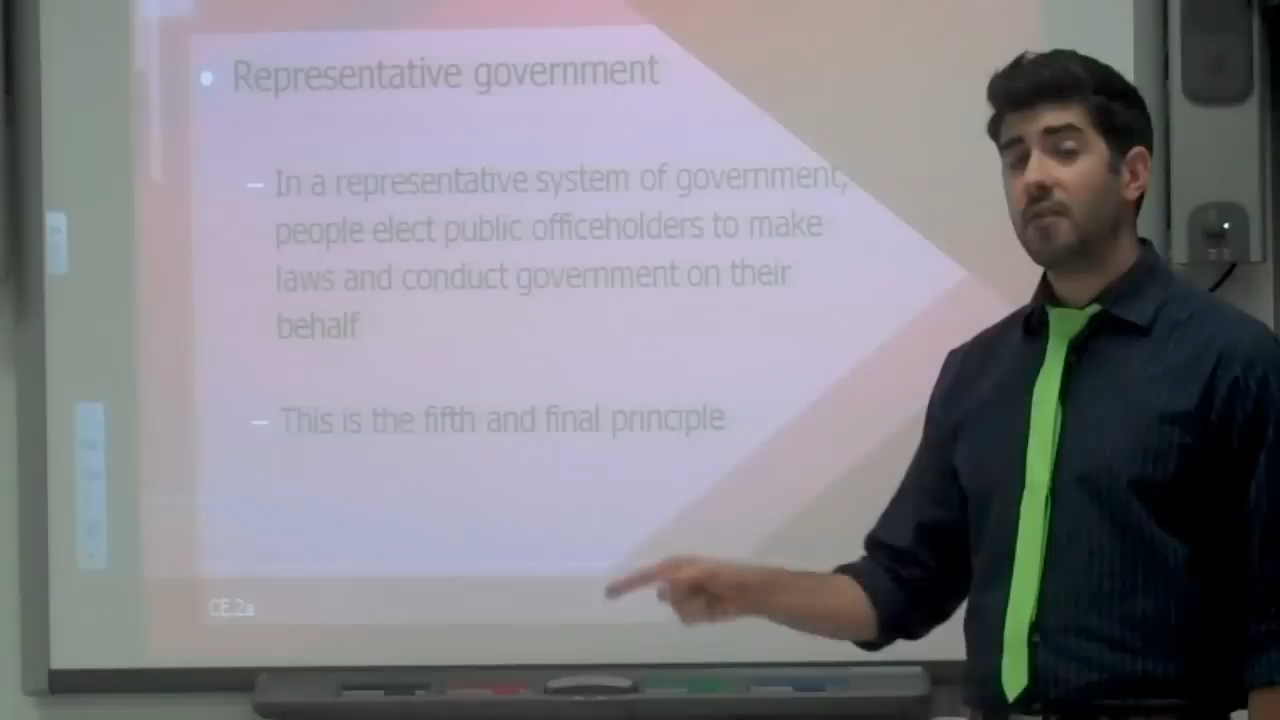 Representative government
In a representative system of government,
people elect public officeholders to make
laws and conduct government on their
behalf
This is the fifth and final principle
CE.2a